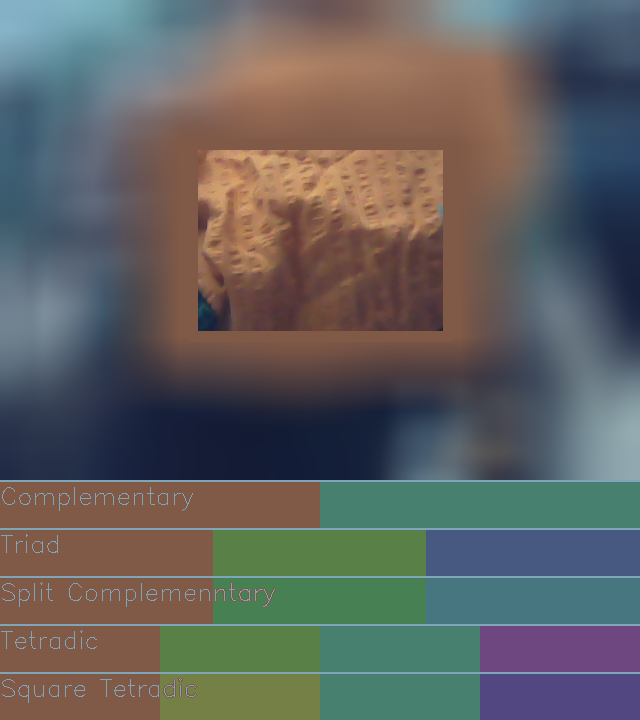 Complementary
Triad
Split Complemenntary
Tetradic
Square Tetradic